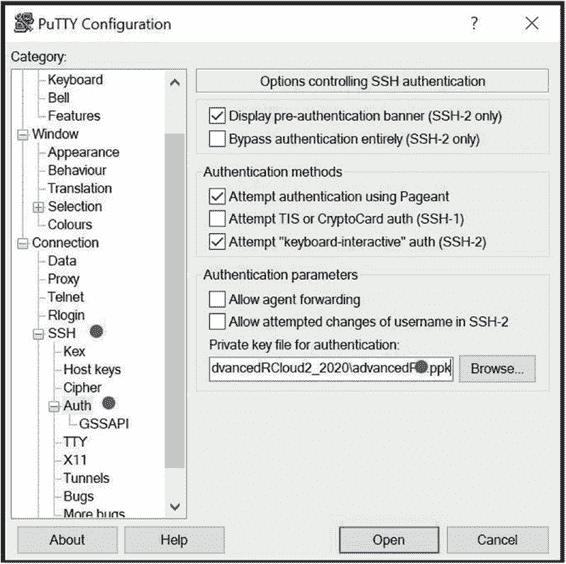 PuTTY Configuration
?
Category:
Keyboard
Bell
Features
Window
Appearance
Behaviour
Translation
Selection
Colours
Connection
Data
Proxy
Telnet
Rlogin
SSH
Kex
Host keys
Cipher
Auth
GSSAPI
TTY
X11
Tunnels
Bugs
More bugs
Options controlling SSH authentication
Display pre-authentication banner (SSH-2 only)
Bypass authentication entirely (SSH-2 only)
Authentication methods
Attempt authentication using Pageant
Attempt TIS or CryptoCard auth (SSH-1)
Attempt "keyboard-interactive" auth (SSH-2)
Authentication parameters
Allow agent forwarding
Allow attempted changes of username in SSH-2
Private key file for authentication:
Browse...
About
Help
Open
Cancel